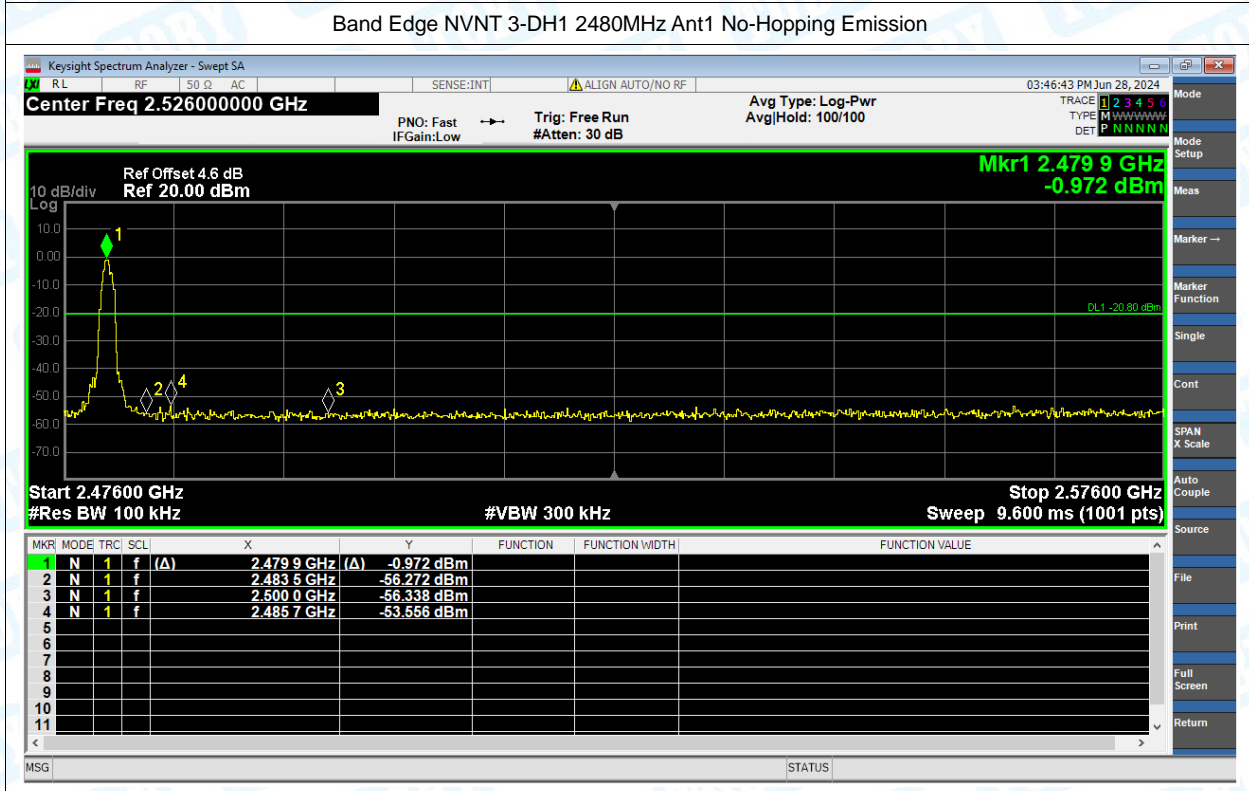 Band Edge NVNT 3-DH1 2480MHz Ant1 No-Hopping Emission
Keysight Spectrum Analyzer - Swept SA
LXI RL RF 50 Ω AC SENSE:INT ALIGN AUTO/NO RF 03:46:43 PM Jun 28, 2024
Center Freq 2.526000000 GHz
PNO: Fast
IFGain:Low
Trig: Free Run
#Atten: 30 dB
Avg Type: Log-Pwr
Avg|Hold: 100/100
TRACE 1 2 3 4 5 6
TYPE M WWWWW
DET P N N N N N
Mkr1 2.479 9 GHz
-0.972 dBm
Ref Offset 4.6 dB
10 dB/div Ref 20.00 dBm
Log
10.0
0.00
-10.0
-20.0
-30.0
-40.0
-50.0
-60.0
-70.0
1
2
4
3
DL1 -20.80 dBm
Start 2.47600 GHz Stop 2.57600 GHz
#Res BW 100 kHz #VBW 300 kHz Sweep 9.600 ms (1001 pts)
MKR MODE TRC SCL X Y FUNCTION FUNCTION WIDTH FUNCTION VALUE
1 N 1 f (Δ) 2.479 9 GHz (Δ) -0.972 dBm
2 N 1 f 2.483 5 GHz -56.272 dBm
3 N 1 f 2.500 0 GHz -56.338 dBm
4 N 1 f 2.485 7 GHz -53.556 dBm
5
6
7
8
9
10
11
MSG STATUS
Mode
Mode
Setup
Meas
Marker→
Marker
Function
Single
Cont
SPAN
X Scale
Auto
Couple
Source
File
Print
Full
Screen
Return